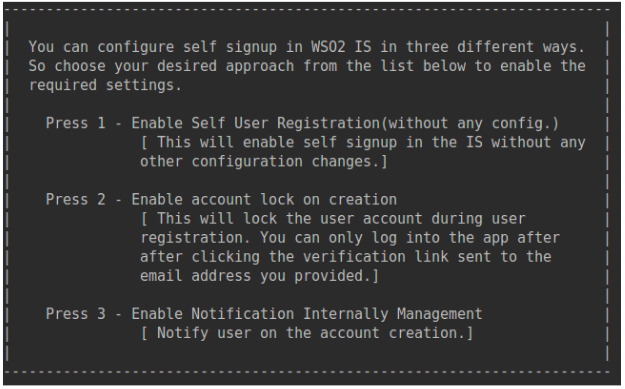 You can configure self signup in WSO2 IS in three different ways.
So choose your desired approach from the list below to enable the
required settings.
Press 1 - Enable Self User Registration(without any config.)
[ This will enable self signup in the IS without any
other configuration changes.]
Press 2 - Enable account lock on creation
[ This will lock the user account during user
registration. You can only log into the app after
after clicking the verification link sent to the
email address you provided.]
Press 3 - Enable Notification Internally Management
[ Notify user on the account creation.]